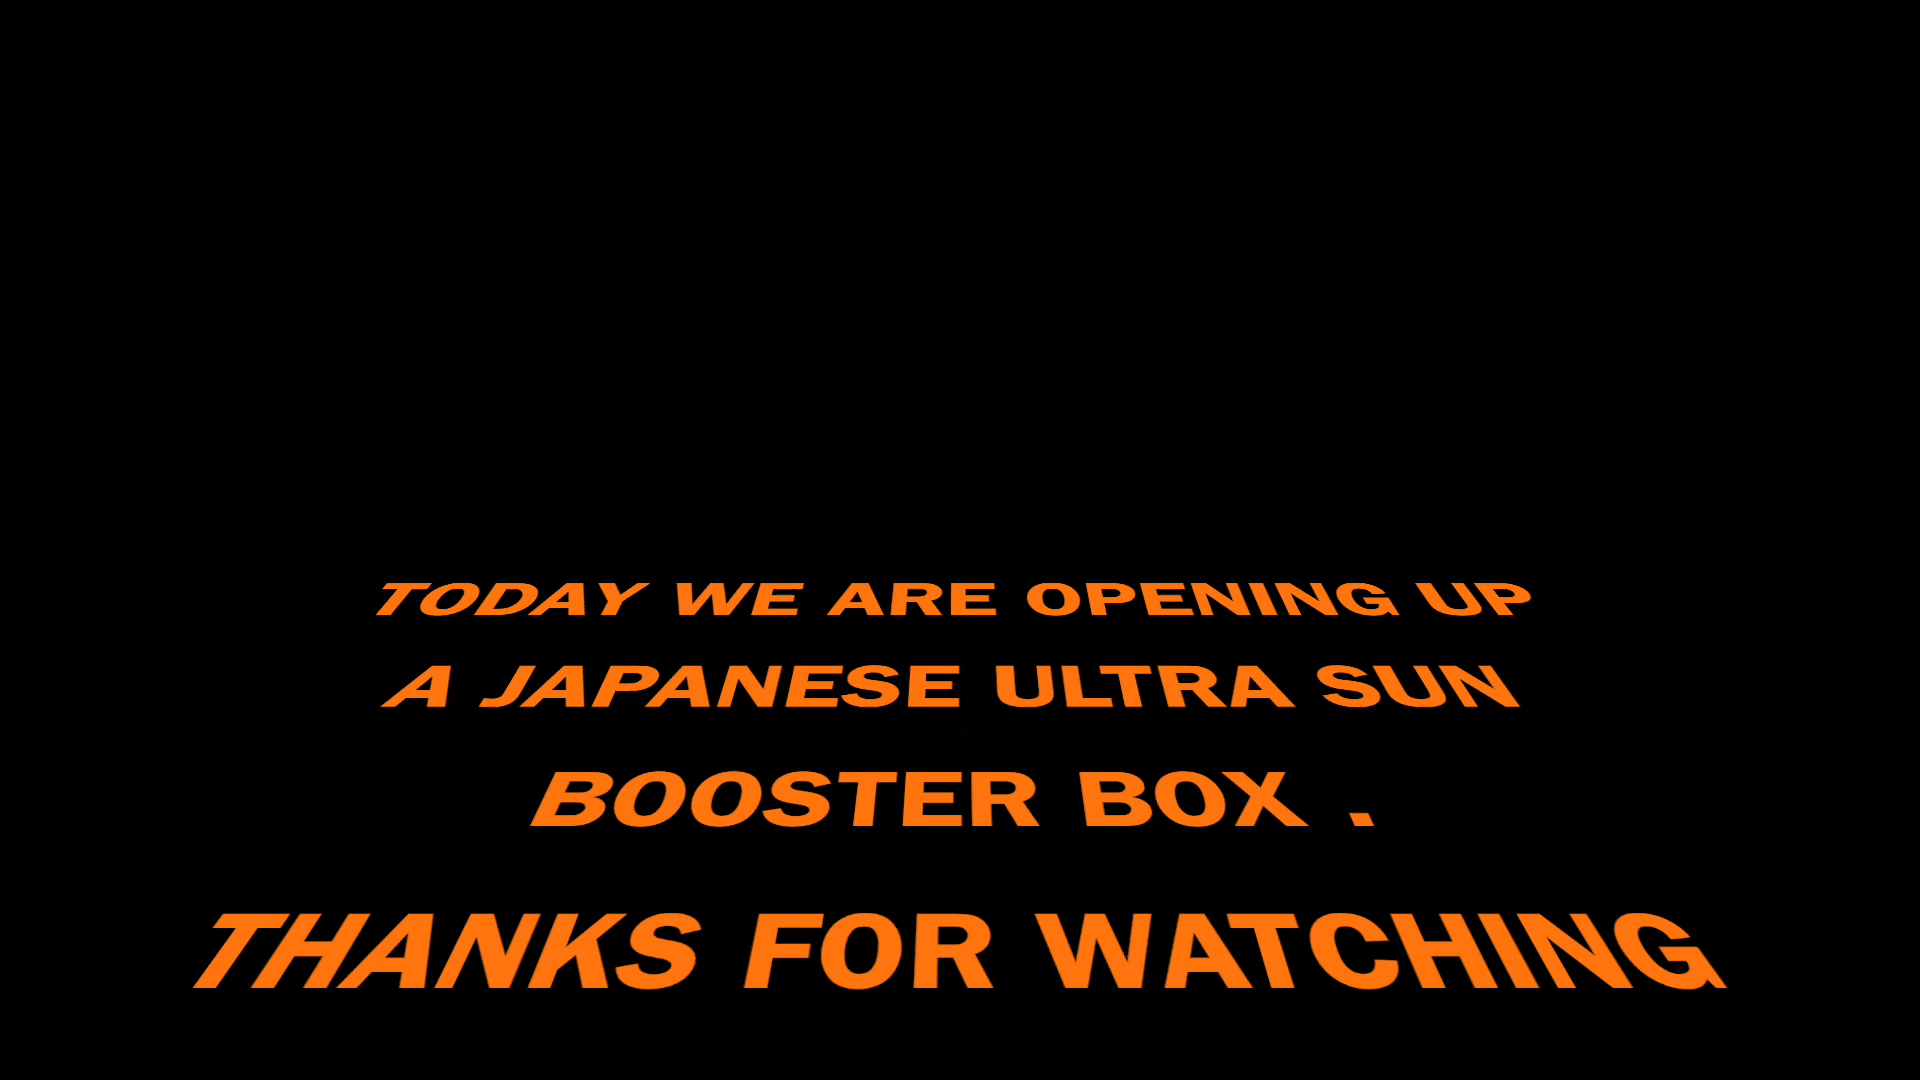 TODAY WE ARE OPENING UP
A JAPANESE ULTRA SUN
BOOSTER BOX .
THANKS FOR WATCHING